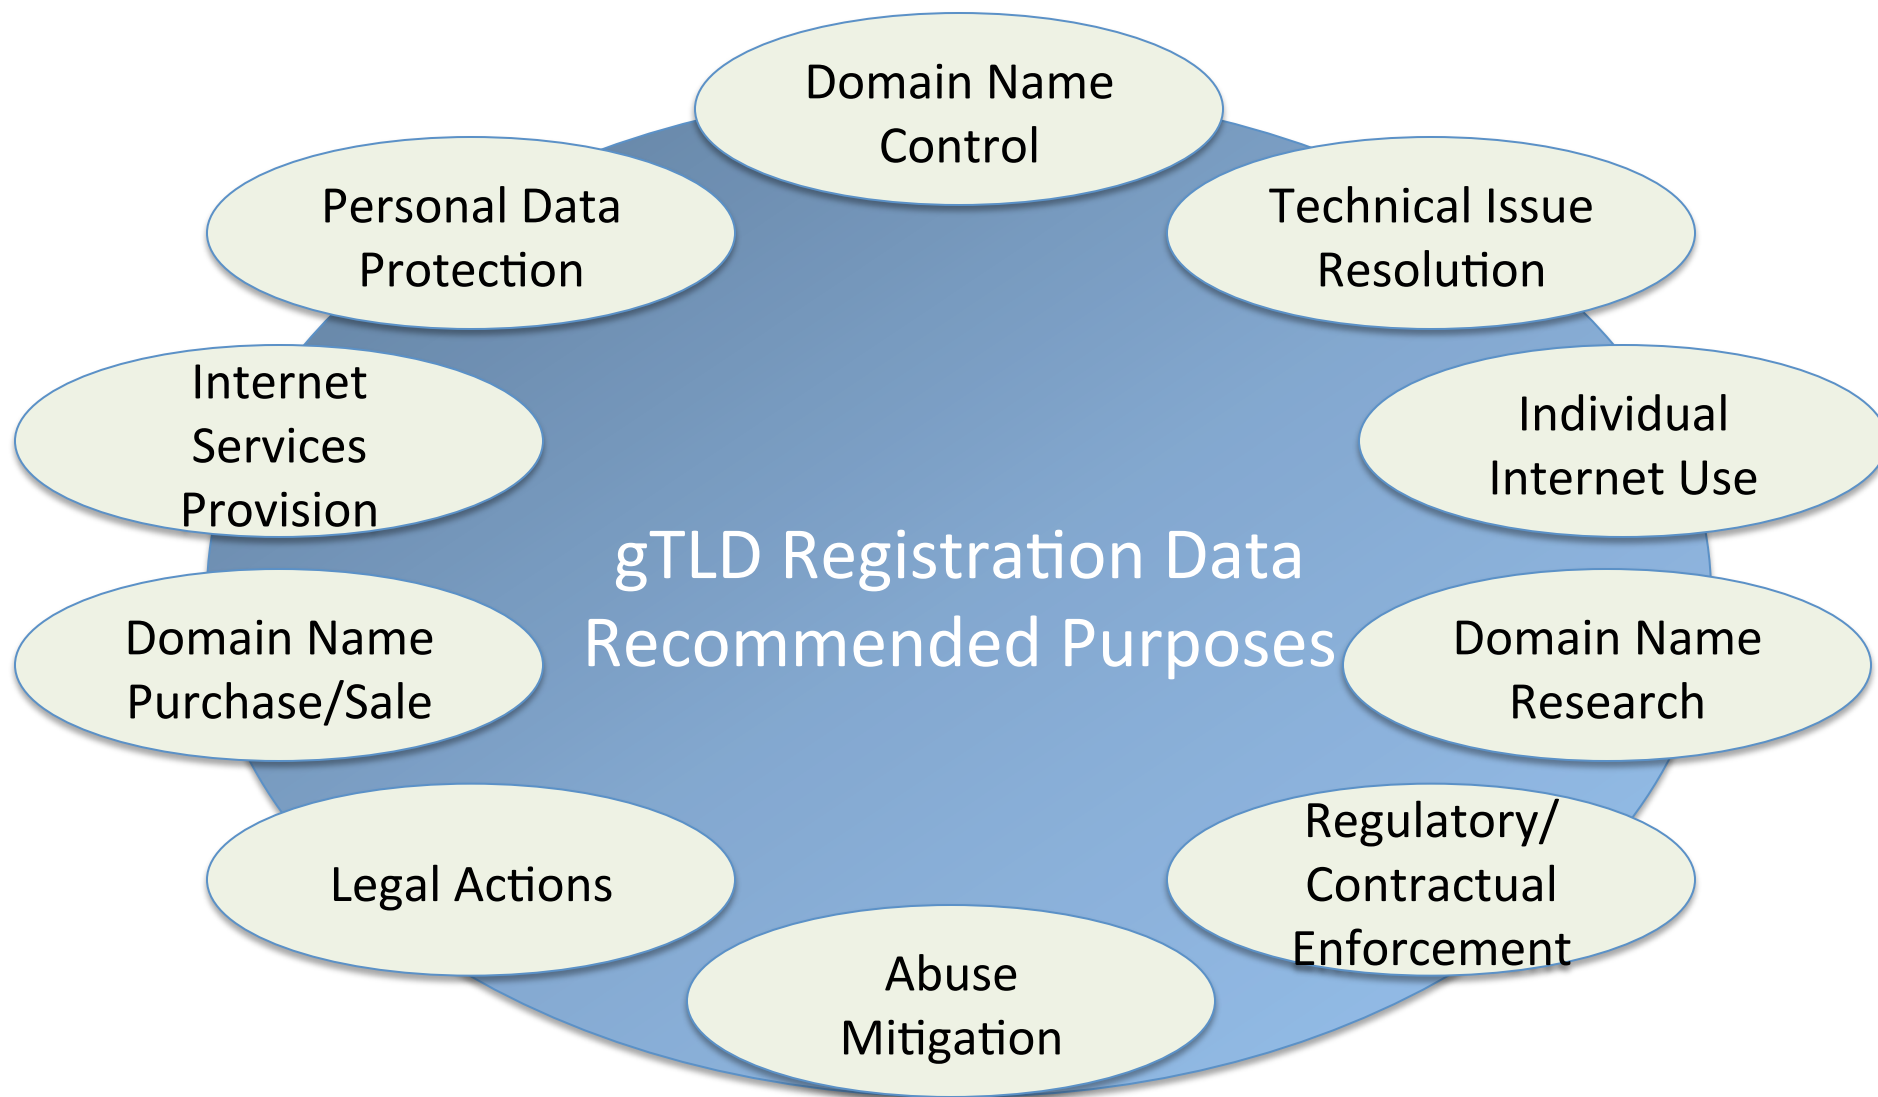 Domain Name
Control
Personal Data
Protection
Technical Issue
Resolution
Internet
Services
Provision
Individual
Internet Use
gTLD Registration Data
Recommended Purposes
Domain Name
Purchase/Sale
Domain Name
Research
Legal Actions
Regulatory/
Contractual
Enforcement
Abuse
Mitigation